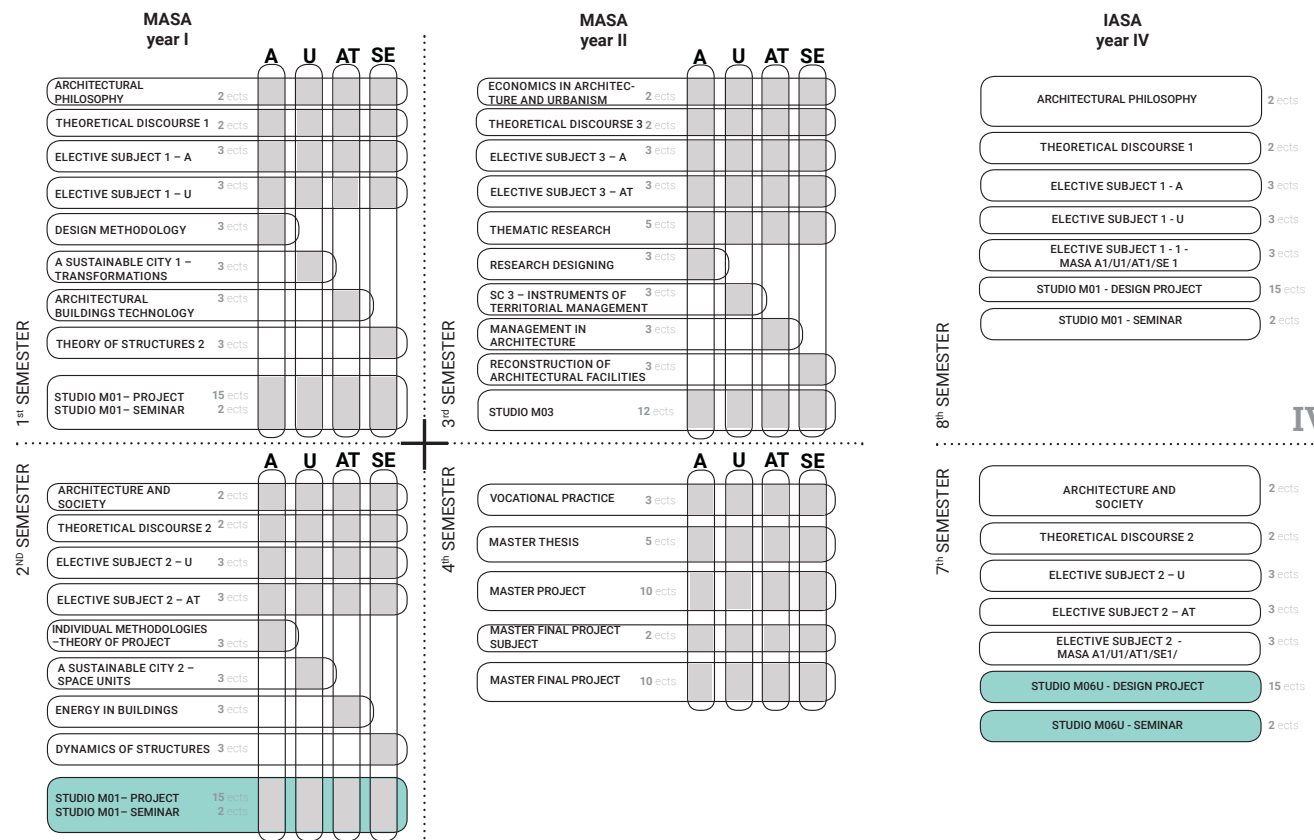 MASA
year I
A U AT SE
1st SEMESTER
ARCHITECTURAL
PHILOSOPHY 2 ects
THEORETICAL DISCOURSE 1 2 ects
ELECTIVE SUBJECT 1 – A 3 ects
ELECTIVE SUBJECT 1 – U 3 ects
DESIGN METHODOLOGY 3 ects
A SUSTAINABLE CITY 1 –
TRANSFORMATIONS 3 ects
ARCHITECTURAL
BUILDINGS TECHNOLOGY 3 ects
THEORY OF STRUCTURES 2 3 ects
STUDIO M01– PROJECT 15 ects
STUDIO M01– SEMINAR 2 ects
2ND SEMESTER
A U AT SE
ARCHITECTURE AND
SOCIETY 2 ects
THEORETICAL DISCOURSE 2 2 ects
ELECTIVE SUBJECT 2 – U 3 ects
ELECTIVE SUBJECT 2 – AT 3 ects
INDIVIDUAL METHODOLOGIES
–THEORY OF PROJECT 3 ects
A SUSTAINABLE CITY 2 –
SPACE UNITS 3 ects
ENERGY IN BUILDINGS 3 ects
DYNAMICS OF STRUCTURES 3 ects
STUDIO M01– PROJECT 15 ects
STUDIO M01– SEMINAR 2 ects
MASA
year II
A U AT SE
3rd SEMESTER
ECONOMICS IN ARCHITEC-
TURE AND URBANISM 2 ects
THEORETICAL DISCOURSE 3 2 ects
ELECTIVE SUBJECT 3 – A 3 ects
ELECTIVE SUBJECT 3 – AT 3 ects
THEMATIC RESEARCH 5 ects
RESEARCH DESIGNING 3 ects
SC 3 – INSTRUMENTS OF
TERRITORIAL MANAGEMENT 3 ects
MANAGEMENT IN
ARCHITECTURE 3 ects
RECONSTRUCTION OF
ARCHITECTURAL FACILITIES 3 ects
STUDIO M03 12 ects
4th SEMESTER
A U AT SE
VOCATIONAL PRACTICE 3 ects
MASTER THESIS 5 ects
MASTER PROJECT 10 ects
MASTER FINAL PROJECT
SUBJECT 2 ects
MASTER FINAL PROJECT 10 ects
IASA
year IV
8th SEMESTER
ARCHITECTURAL PHILOSOPHY 2 ects
THEORETICAL DISCOURSE 1 2 ects
ELECTIVE SUBJECT 1 - A 3 ects
ELECTIVE SUBJECT 1 - U 3 ects
ELECTIVE SUBJECT 1 - 1 -
MASA A1/U1/AT1/SE 1 3 ects
STUDIO M01 - DESIGN PROJECT 15 ects
STUDIO M01 - SEMINAR 2 ects
7th SEMESTER
ARCHITECTURE AND
SOCIETY 2 ects
THEORETICAL DISCOURSE 2 2 ects
ELECTIVE SUBJECT 2 – U 3 ects
ELECTIVE SUBJECT 2 – AT 3 ects
ELECTIVE SUBJECT 2 -
MASA A1/U1/AT1/SE1/ 3 ects
STUDIO M06U - DESIGN PROJECT 15 ects
STUDIO M06U - SEMINAR 2 ects